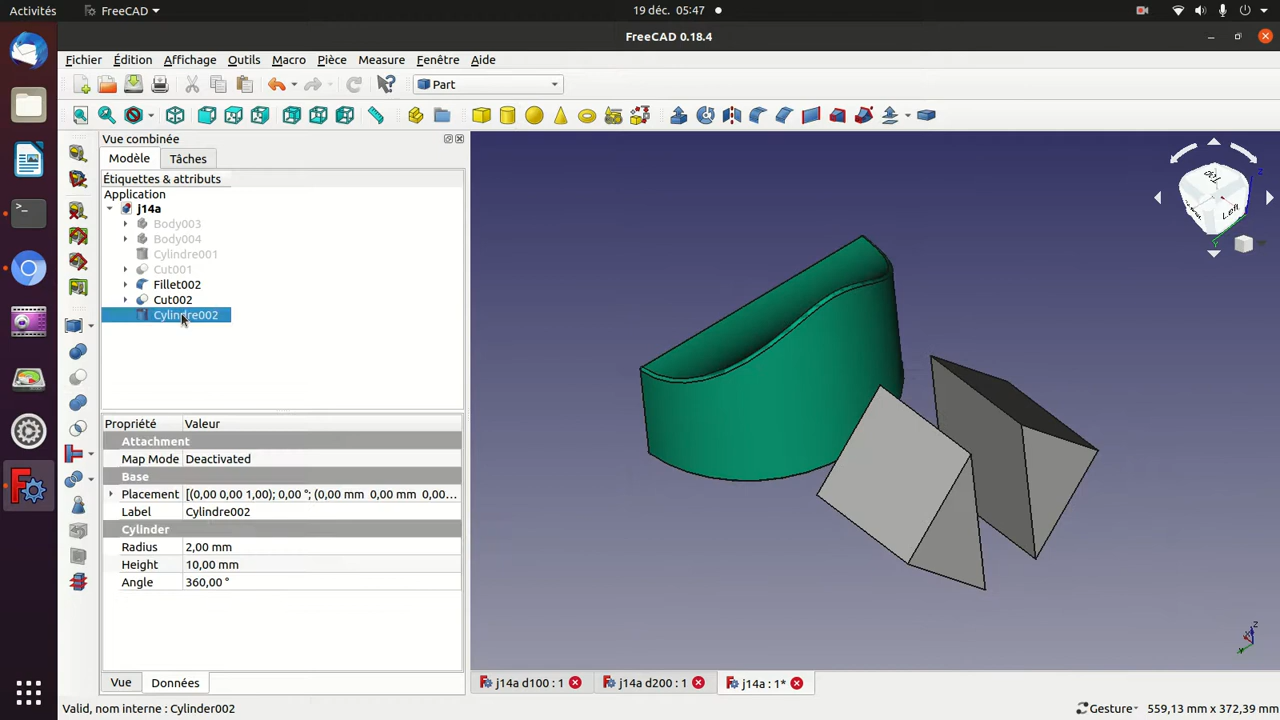 Activités FreeCAD 19 déc. 05:47
FreeCAD 0.18.4
Fichier Édition Affichage Outils Macro Pièce Mesure Fenêtre Aide
Part
Vue combinée
Modèle Tâches
Étiquettes & attributs
Application
j14a
Body003
Body004
Cylindre001
Cut001
Fillet002
Cut002
Cylindre002
Propriété Valeur
Attachment
Map Mode Deactivated
Base
Placement [(0,00 0,00 1,00); 0,00 °; (0,00 mm 0,00 mm 0,00...
Label Cylindre002
Cylinder
Radius 2,00 mm
Height 10,00 mm
Angle 360,00 °
Vue Données
Left
z
j14a d100 : 1 j14a d200 : 1 j14a : 1*
Valid, nom interne : Cylinder002 Gesture 559,13 mm x 372,39 mm